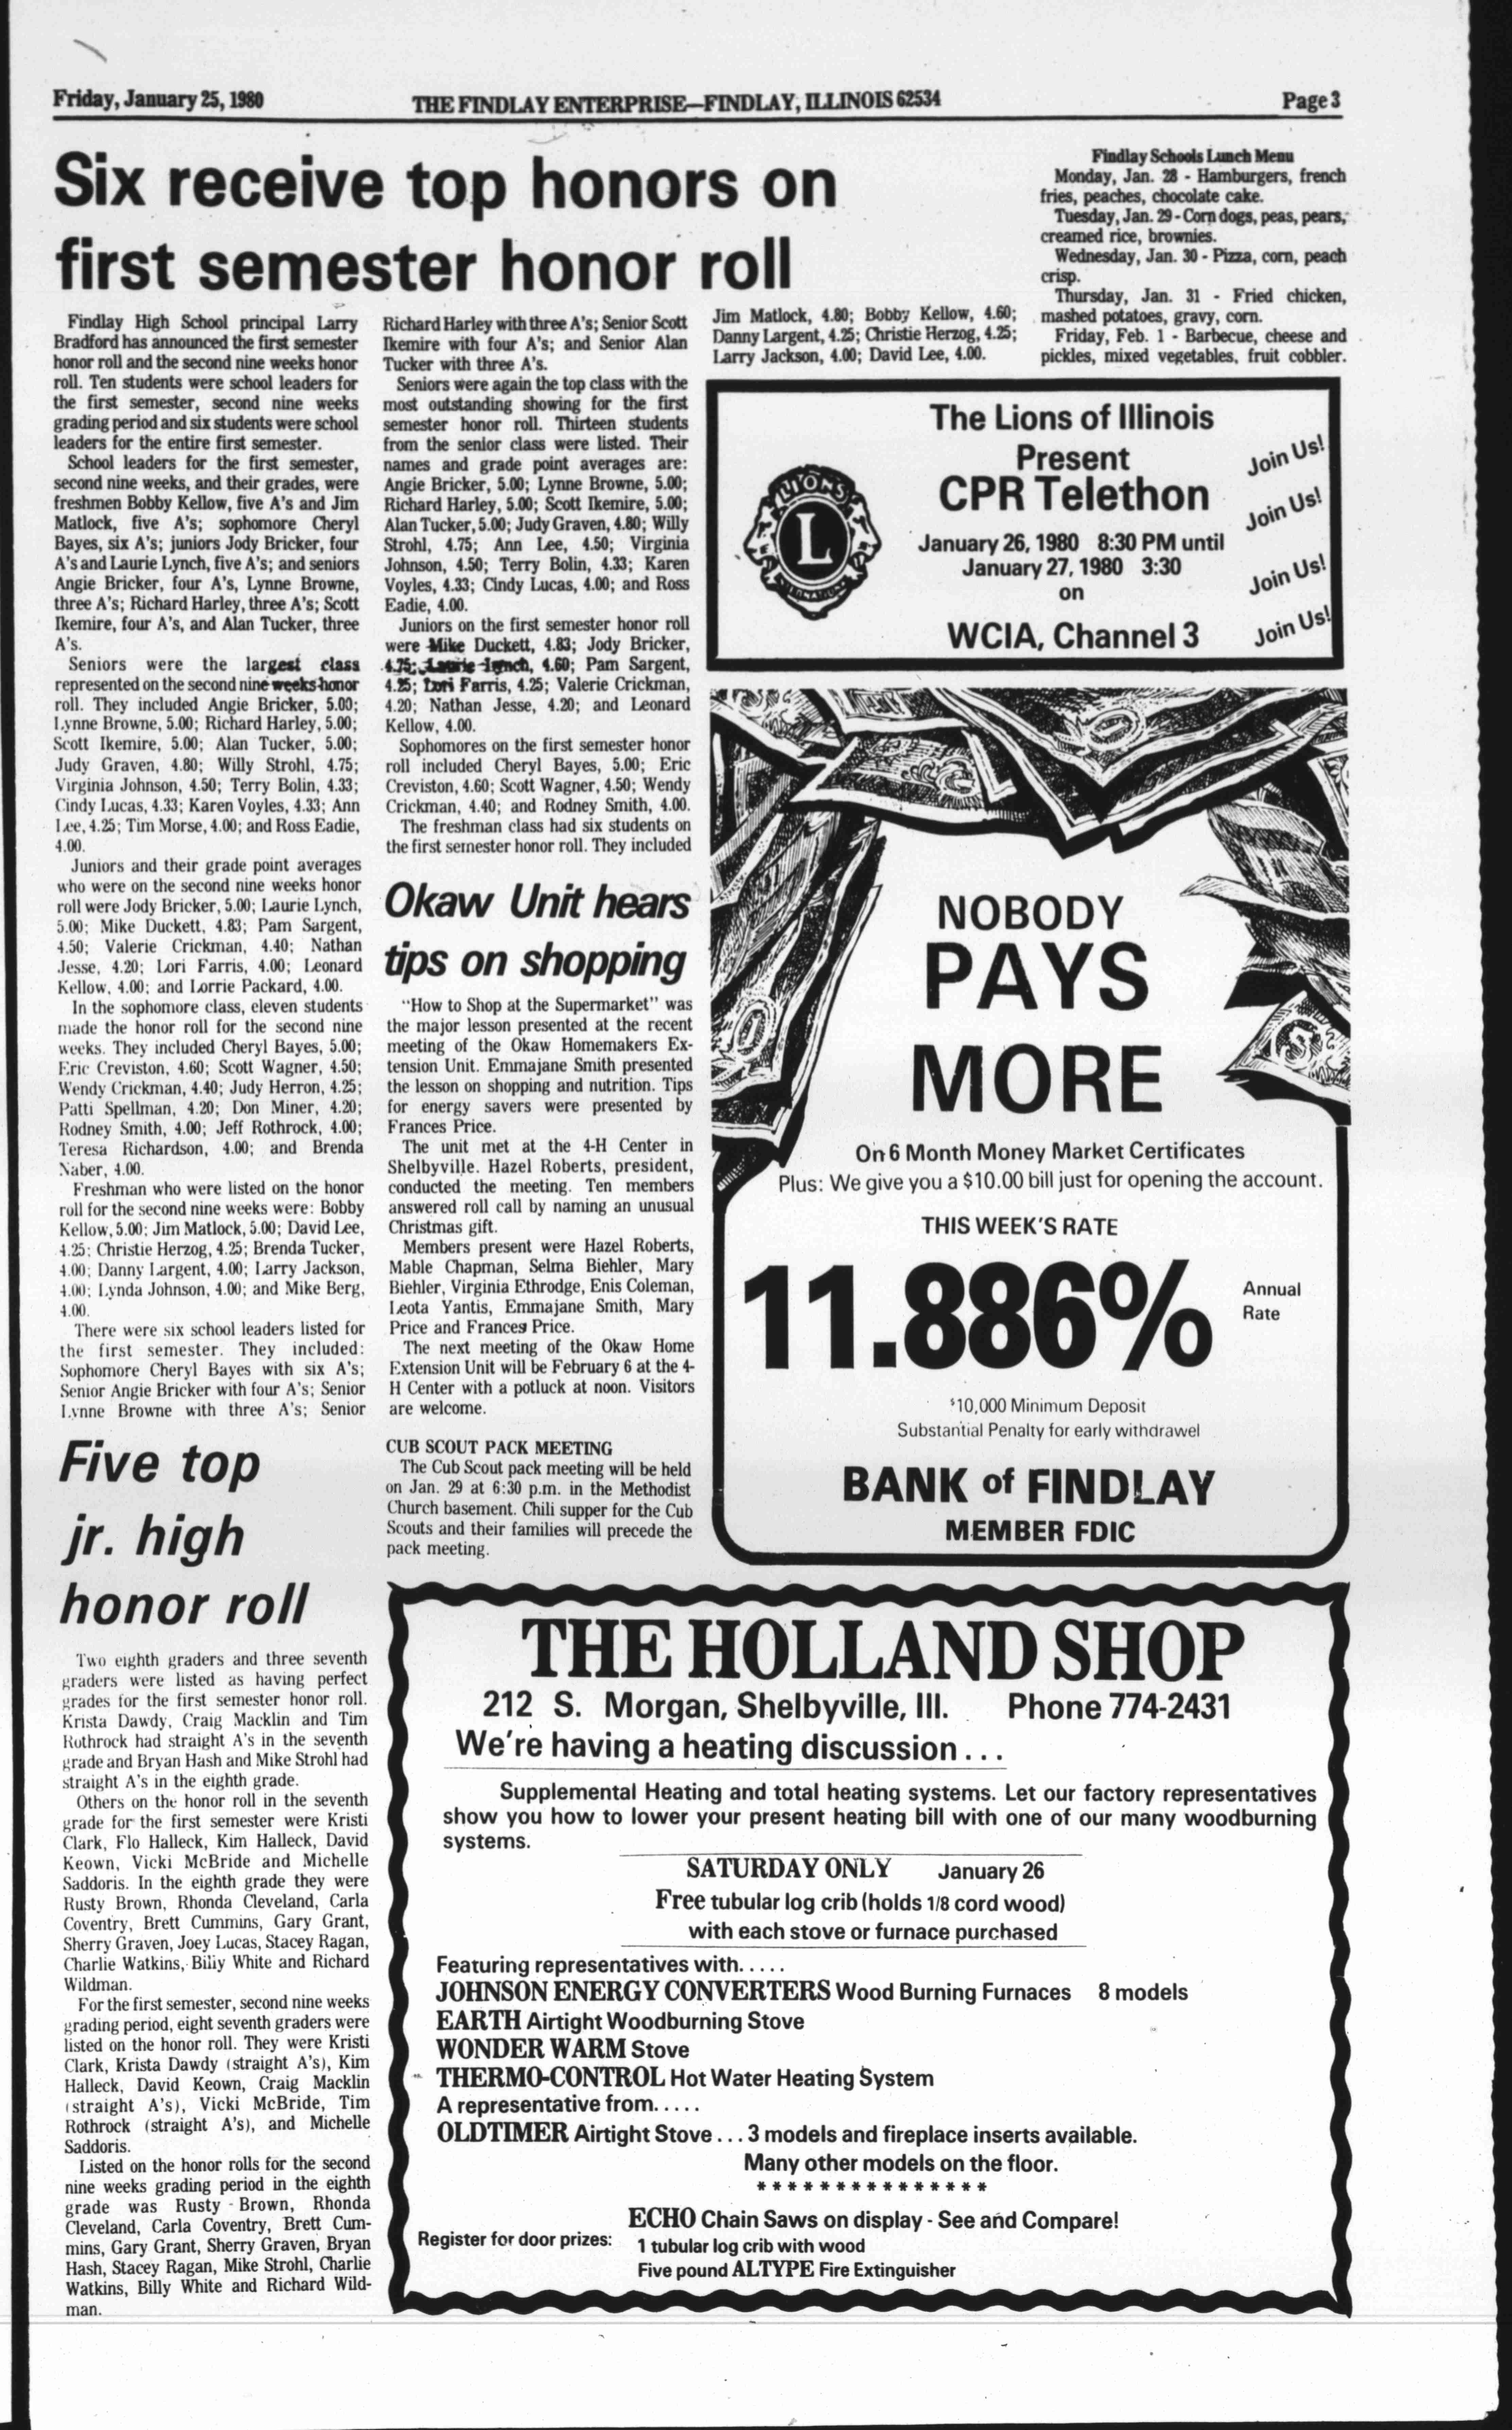 Friday, January 25, 1980
THE FINDLAY ENTERPRISE—FINDLAY, ILLINOIS 62534
Page 3
Six receive top honors on
first semester honor roll
Findlay High School principal Larry
Bradford has announced the first semester
honor roll and the second nine weeks honor
roll. Ten students were school leaders for
the first semester, second nine weeks
grading period and six students were school
leaders for the entire first semester.
School leaders for the first semester,
second nine weeks, and their grades, were
freshmen Bobby Kellow, five A's and Jim
Matlock, five A's; sophomore Cheryl
Bayes, six A's; juniors Jody Bricker, four
A's and Laurie Lynch, five A's; and seniors
Angie Bricker, four A's, Lynne Browne,
three A's; Richard Harley, three A's; Scott
Ikemire, four A's, and Alan Tucker, three
A's.
Seniors were the largest class
represented on the second nine weeks honor
roll. They included Angie Bricker, 5.00;
Lynne Browne, 5.00; Richard Harley, 5.00;
Scott Ikemire, 5.00; Alan Tucker, 5.00;
Judy Graven, 4.80; Willy Strohl, 4.75;
Virginia Johnson, 4.50; Terry Bolin, 4.33;
Cindy Lucas, 4.33; Karen Voyles, 4.33; Ann
Lee, 4.25; Tim Morse, 4.00; and Ross Eadie,
4.00.
Juniors and their grade point averages
who were on the second nine weeks honor
roll were Jody Bricker, 5.00; Laurie Lynch,
5.00; Mike Duckett, 4.83; Pam Sargent,
4.50; Valerie Crickman, 4.40; Nathan
Jesse, 4.20; Lori Farris, 4.00; Leonard
Kellow, 4.00; and Lorrie Packard, 4.00.
In the sophomore class, eleven students
made the honor roll for the second nine
weeks. They included Cheryl Bayes, 5.00;
Eric Creviston, 4.60; Scott Wagner, 4.50;
Wendy Crickman, 4.40; Judy Herron, 4.25;
Patti Spellman, 4.20; Don Miner, 4.20;
Rodney Smith, 4.00; Jeff Rothrock, 4.00;
Teresa Richardson, 4.00; and Brenda
Naber, 4.00.
Freshman who were listed on the honor
roll for the second nine weeks were: Bobby
Kellow, 5.00; Jim Matlock, 5.00; David Lee,
4.25; Christie Herzog, 4.25; Brenda Tucker,
4.00; Danny Largent, 4.00; Larry Jackson,
4.00; Lynda Johnson, 4.00; and Mike Berg,
4.00.
There were six school leaders listed for
the first semester. They included:
Sophomore Cheryl Bayes with six A's;
Senior Angie Bricker with four A's; Senior
Lynne Browne with three A's; Senior
Richard Harley with three A's; Senior Scott
Ikemire with four A's; and Senior Alan
Tucker with three A's.
Seniors were again the top class with the
most outstanding showing for the first
semester honor roll. Thirteen students
from the senior class were listed. Their
names and grade point averages are:
Angie Bricker, 5.00; Lynne Browne, 5.00;
Richard Harley, 5.00; Scott Ikemire, 5.00;
Alan Tucker, 5.00; Judy Graven, 4.80; Willy
Strohl, 4.75; Ann Lee, 4.50; Virginia
Johnson, 4.50; Terry Bolin, 4.33; Karen
Voyles, 4.33; Cindy Lucas, 4.00; and Ross
Eadie, 4.00.
Juniors on the first semester honor roll
were Mike Duckett, 4.83; Jody Bricker,
4.75; Laurie Lynch, 4.60; Pam Sargent,
4.25; Lori Farris, 4.25; Valerie Crickman,
4.20; Nathan Jesse, 4.20; and Leonard
Kellow, 4.00.
Sophomores on the first semester honor
roll included Cheryl Bayes, 5.00; Eric
Creviston, 4.60; Scott Wagner, 4.50; Wendy
Crickman, 4.40; and Rodney Smith, 4.00.
The freshman class had six students on
the first semester honor roll. They included
Jim Matlock, 4.80; Bobby Kellow, 4.60;
Danny Largent, 4.25; Christie Herzog, 4.25;
Larry Jackson, 4.00; David Lee, 4.00.
Findlay Schools Lunch Menu
Monday, Jan. 28 - Hamburgers, french
fries, peaches, chocolate cake.
Tuesday, Jan. 29 - Corn dogs, peas, pears,
creamed rice, brownies.
Wednesday, Jan. 30 - Pizza, corn, peach
crisp.
Thursday, Jan. 31 - Fried chicken,
mashed potatoes, gravy, corn.
Friday, Feb. 1 - Barbecue, cheese and
pickles, mixed vegetables, fruit cobbler.
LIONS
L
The Lions of Illinois
Present
CPR Telethon
January 26, 1980 8:30 PM until
January 27, 1980 3:30
on
WCIA, Channel 3
Join Us!
Join Us!
Join Us!
Join Us!
Okaw Unit hears
tips on shopping
"How to Shop at the Supermarket" was
the major lesson presented at the recent
meeting of the Okaw Homemakers Ex-
tension Unit. Emmajane Smith presented
the lesson on shopping and nutrition. Tips
for energy savers were presented by
Frances Price.
The unit met at the 4-H Center in
Shelbyville. Hazel Roberts, president,
conducted the meeting. Ten members
answered roll call by naming an unusual
Christmas gift.
Members present were Hazel Roberts,
Mable Chapman, Selma Biehler, Mary
Biehler, Virginia Ethrodge, Enis Coleman,
Leota Yantis, Emmajane Smith, Mary
Price and Frances Price.
The next meeting of the Okaw Home
Extension Unit will be February 6 at the 4-
H Center with a potluck at noon. Visitors
are welcome.
CUB SCOUT PACK MEETING
The Cub Scout pack meeting will be held
on Jan. 29 at 6:30 p.m. in the Methodist
Church basement. Chili supper for the Cub
Scouts and their families will precede the
pack meeting.
NOBODY
PAYS
MORE
On 6 Month Money Market Certificates
Plus: We give you a $10.00 bill just for opening the account.
THIS WEEK'S RATE
11.886%
Annual
Rate
$10,000 Minimum Deposit
Substantial Penalty for early withdrawel
BANK of FINDLAY
MEMBER FDIC
Five top
jr. high
honor roll
Two eighth graders and three seventh
graders were listed as having perfect
grades for the first semester honor roll.
Krista Dawdy, Craig Macklin and Tim
Rothrock had straight A's in the seventh
grade and Bryan Hash and Mike Strohl had
straight A's in the eighth grade.
Others on the honor roll in the seventh
grade for the first semester were Kristi
Clark, Flo Halleck, Kim Halleck, David
Keown, Vicki McBride and Michelle
Saddoris. In the eighth grade they were
Rusty Brown, Rhonda Cleveland, Carla
Coventry, Brett Cummins, Gary Grant,
Sherry Graven, Joey Lucas, Stacey Ragan,
Charlie Watkins, Billy White and Richard
Wildman.
For the first semester, second nine weeks
grading period, eight seventh graders were
listed on the honor roll. They were Kristi
Clark, Krista Dawdy (straight A's), Kim
Halleck, David Keown, Craig Macklin
(straight A's), Vicki McBride, Tim
Rothrock (straight A's), and Michelle
Saddoris.
Listed on the honor rolls for the second
nine weeks grading period in the eighth
grade was Rusty Brown, Rhonda
Cleveland, Carla Coventry, Brett Cum-
mins, Gary Grant, Sherry Graven, Bryan
Hash, Stacey Ragan, Mike Strohl, Charlie
Watkins, Billy White and Richard Wild-
man.
THE HOLLAND SHOP
212 S. Morgan, Shelbyville, Ill. Phone 774-2431
We're having a heating discussion . . .
Supplemental Heating and total heating systems. Let our factory representatives
show you how to lower your present heating bill with one of our many woodburning
systems.
SATURDAY ONLY January 26
Free tubular log crib (holds 1/8 cord wood)
with each stove or furnace purchased
Featuring representatives with. . . . .
JOHNSON ENERGY CONVERTERS Wood Burning Furnaces 8 models
EARTH Airtight Woodburning Stove
WONDER WARM Stove
THERMO-CONTROL Hot Water Heating System
A representative from. . . . .
OLDTIMER Airtight Stove . . . 3 models and fireplace inserts available.
Many other models on the floor.
* * * * * * * * * * * * * * *
ECHO Chain Saws on display - See and Compare!
Register for door prizes: 1 tubular log crib with wood
Five pound ALTYPE Fire Extinguisher